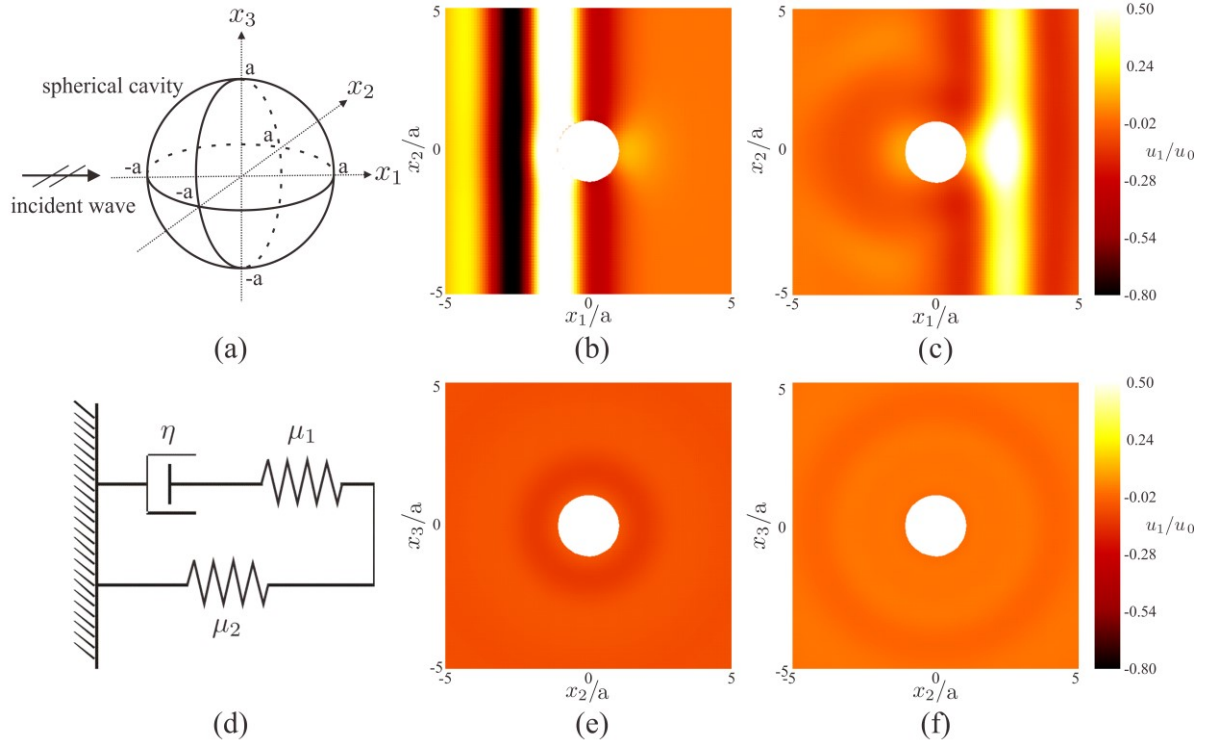 x₃
a
spherical cavity
x₂
a
-a
a
x₁
incident wave
-a
-a
(a)
5
x₂/a
0
-5
-5
0
5
x₁/a
(b)
5
x₂/a
0
-5
-5
0
5
x₁/a
(c)
0.50
0.24
-0.02
u₁/u₀
-0.28
-0.54
-0.80
η
μ₁
μ₂
(d)
5
x₃/a
0
-5
-5
0
5
x₂/a
(e)
5
x₃/a
0
-5
-5
0
5
x₂/a
(f)
0.50
0.24
-0.02
u₁/u₀
-0.28
-0.54
-0.80